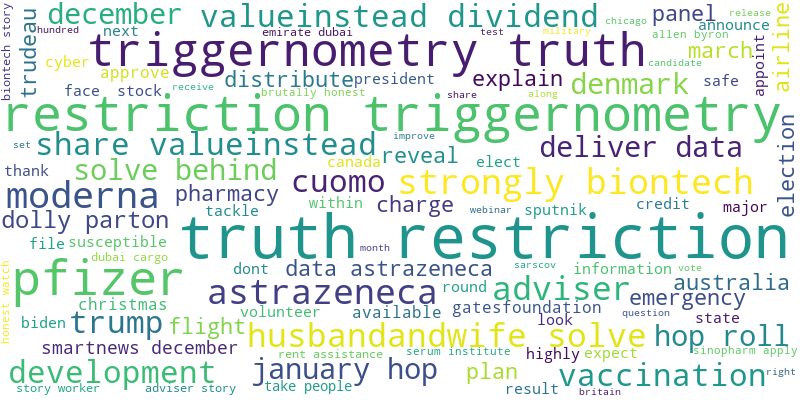 biontech story
trudeau
december
valueinstead dividend
chicago
release
hundred
next
emirate dubai
test
military
panel
announce
airline
triggernometry truth
allen byron
candidate
cyber
approve
distribute
president
explain
denmark
march
appoint
face
stock
receive
brutally honest
share
along
safe
restriction triggernometry
set
share valueinstead
reveal
improve
deliver data
election
thank
solve behind
canada
elect
moderna
pharmacy
cuomo
strongly biontech
dolly parton
tackle
within
charge
webinar
sputnik
credit
major
truth restriction
file
susceptible
month
dubai cargo
dont
data astrazeneca
sarscov
information
vote
honest watch
pfizer
christmas
astrazeneca
round
adviser
australia
biden
trump
flight
volunteer
available
gatesfoundation
emergency
look
question
state
husbandandwife solve
hop roll
smartnews december
rent assistance
serum institute
highly
expect
sinopharm apply
development
january hop
plan
vaccination
right
story worker
adviser story
take people
result
britain